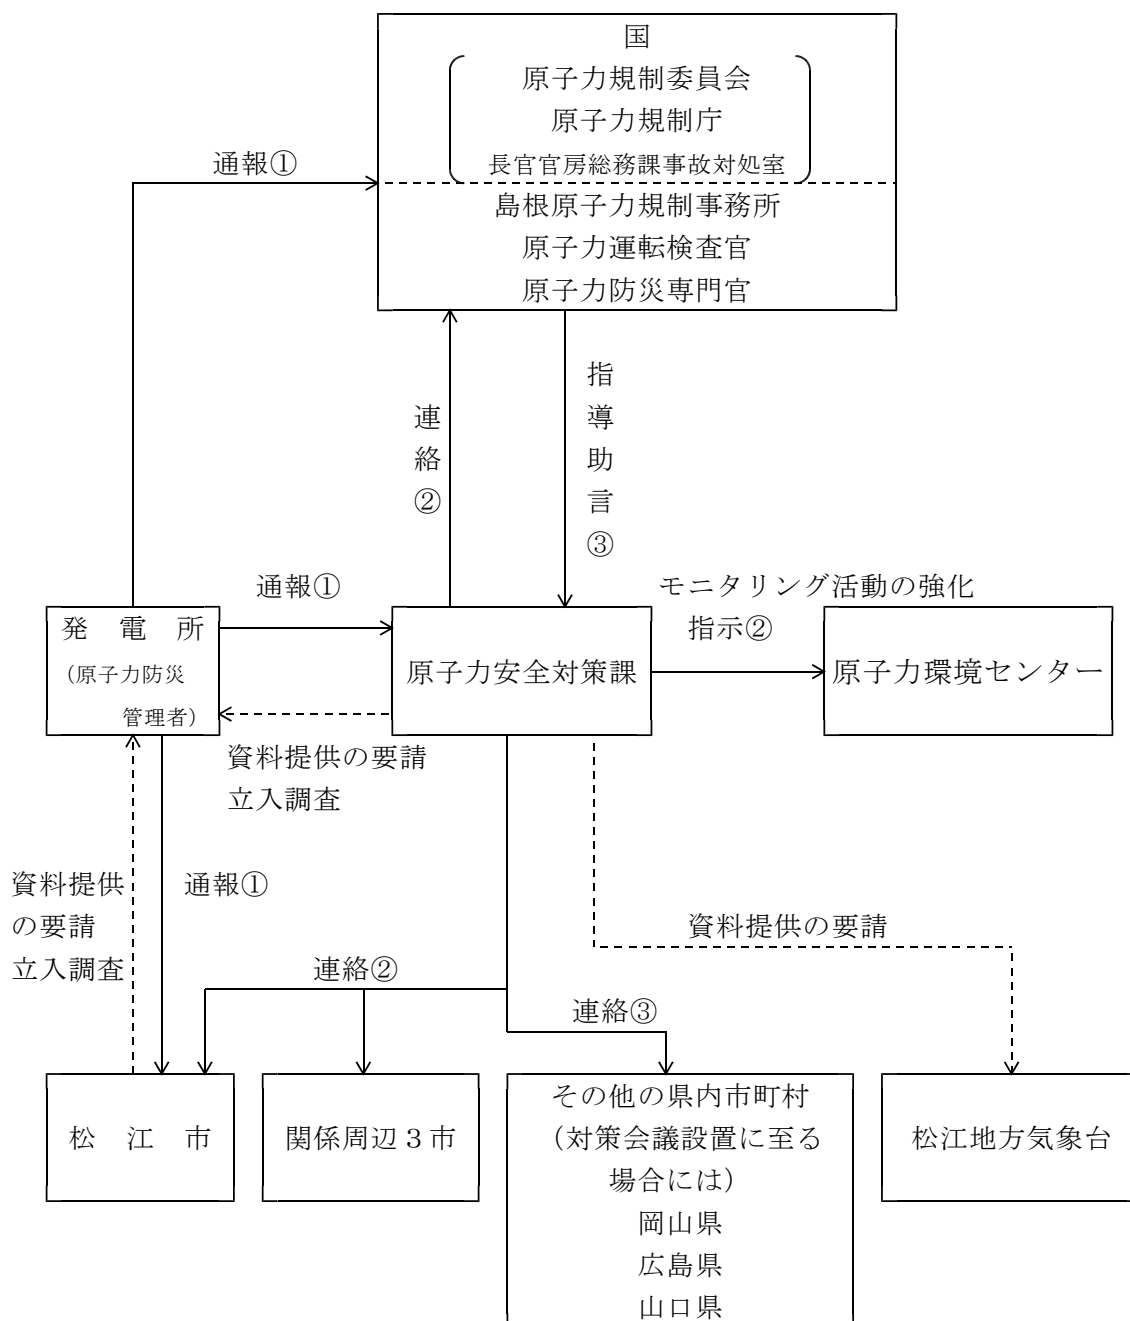 国
原子力規制委員会
原子力規制庁
長官官房総務課事故対処室
通報①
島根原子力規制事務所
原子力運転検査官
原子力防災専門官
連絡②
指導助言③
通報①
モニタリング活動の強化
指示②
発電所
(原子力防災
管理者)
原子力安全対策課
原子力環境センター
資料提供の要請
立入調査
資料提供
の要請
立入調査
通報①
資料提供の要請
連絡②
連絡③
松江市
関係周辺3市
その他の県内市町村
(対策会議設置に至る
場合には)
岡山県
広島県
山口県
松江地方気象台